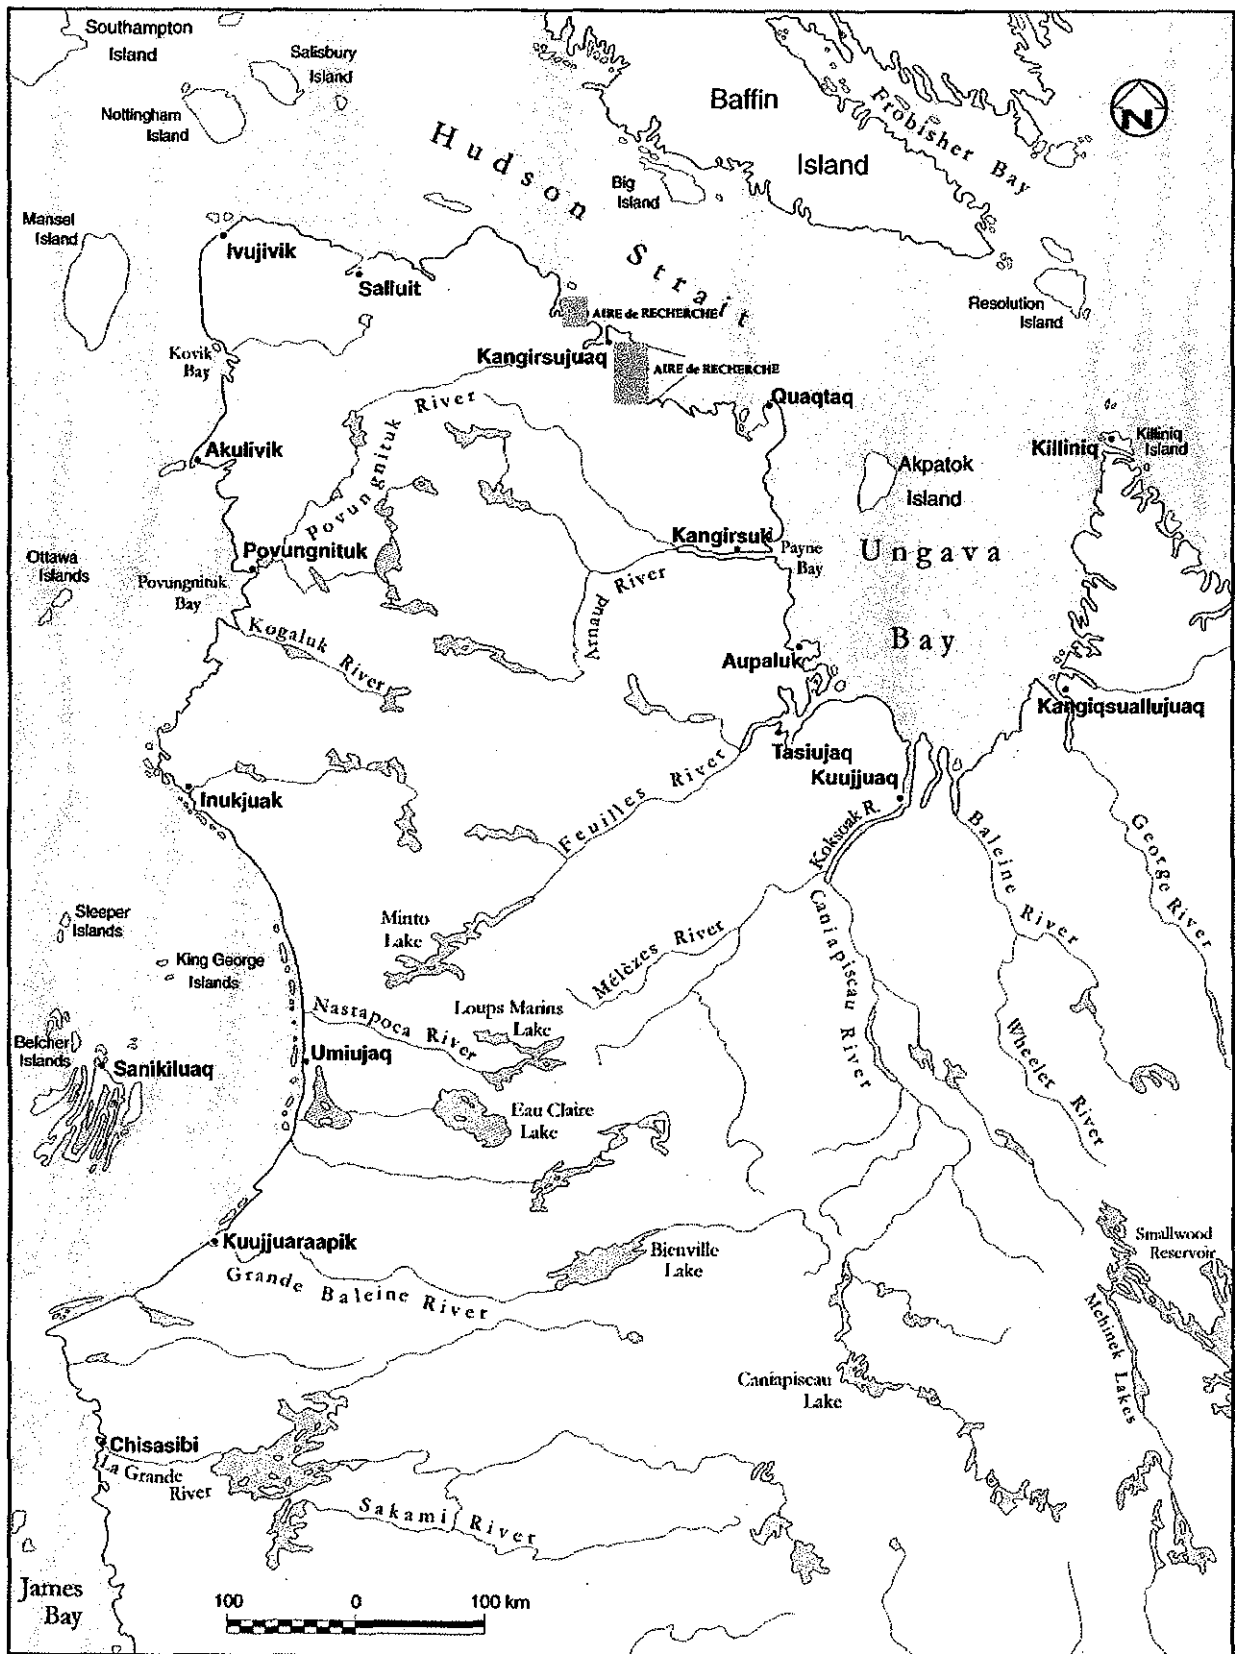 Southampton
Island
Salisbury
Island
Nottingham
Island
Baffin
Island
Frobisher Bay
N
Hudson Strait
Big
Island
Mansel
Island
Ivujivik
Salluit
Resolution
Island
AIRE de RECHERCHE
Kangirsujuaq
AIRE de RECHERCHE
Kovik
Bay
Quaqtaq
Povungnituk River
Akulivik
Killiniq
Killiniq
Island
Akpatok
Island
Kangirsuk
Payne
Bay
Ungava
Bay
Povungnituk
Ottawa
Islands
Povungnituk
Bay
Arnaud River
Kogaluk River
Aupaluk
Kangiqsuallujuaq
Tasiujaq
Kuujjuaq
Inukjuak
Feuilles River
Koksoak R.
Baleine River
George River
Caniapiscau River
Sleeper
Islands
Minto
Lake
King George
Islands
Mélèzes River
Nastapoca River
Loups Marins
Lake
Wheeler River
Belcher
Islands
Sanikiluaq
Umiujaq
Eau Claire
Lake
Kuujjuaraapik
Bienville
Lake
Smallwood
Reservoir
Grande Baleine River
Mchinek Lakes
Caniapiscau
Lake
Chisasibi
La Grande
River
Sakami River
James
Bay
100 0 100 km